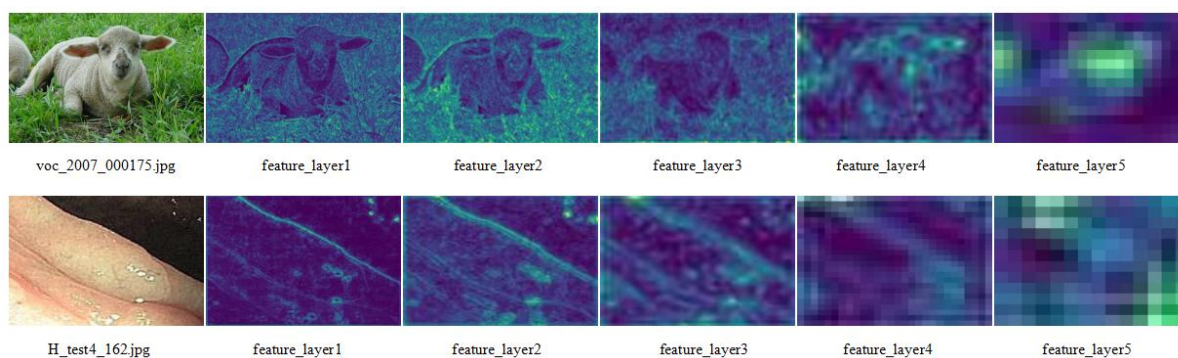 voc_2007_000175.jpg feature_layer1 feature_layer2 feature_layer3 feature_layer4 feature_layer5
H_test4_162.jpg feature_layer1 feature_layer2 feature_layer3 feature_layer4 feature_layer5